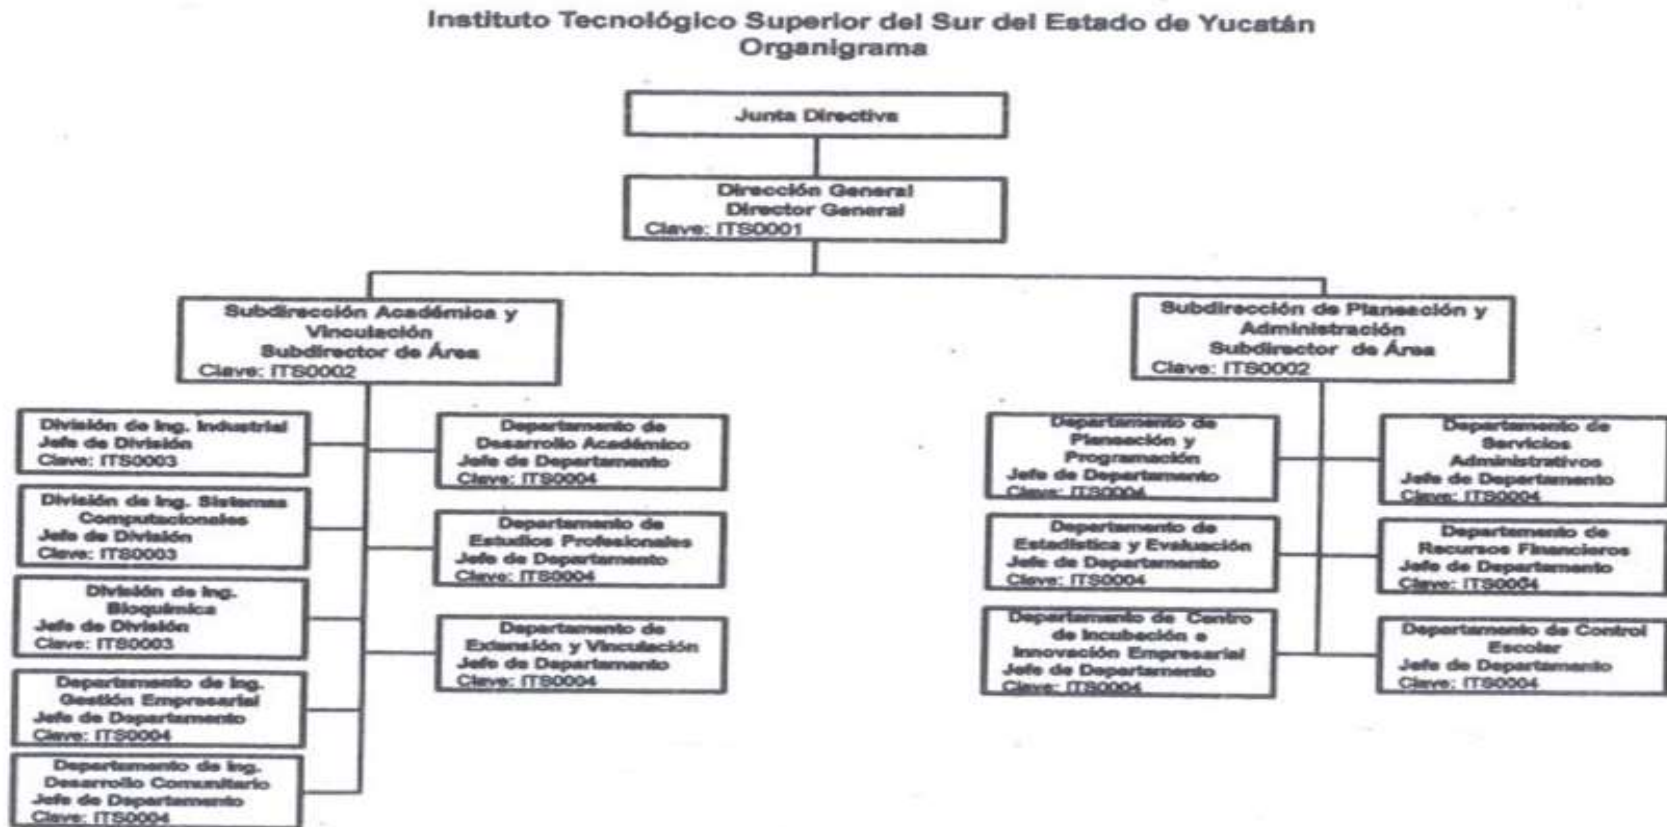 Instituto Tecnológico Superior del Sur del Estado de Yucatán
Organigrama
Junta Directiva
Dirección General
Director General
Clave: ITS0001
Subdirección Académica y
Vinculación
Subdirector de Área
Clave: ITS0002
Subdirección de Planeación y
Administración
Subdirector de Área
Clave: ITS0002
División de Ing. Industrial
Jefe de División
Clave: ITS0003
División de Ing. Sistemas
Computacionales
Jefe de División
Clave: ITS0003
División de Ing.
Bioquímica
Jefe de División
Clave: ITS0003
Departamento de Ing.
Gestión Empresarial
Jefe de Departamento
Clave: ITS0004
Departamento de Ing.
Desarrollo Comunitario
Jefe de Departamento
Clave: ITS0004
Departamento de
Desarrollo Académico
Jefe de Departamento
Clave: ITS0004
Departamento de
Estudios Profesionales
Jefe de Departamento
Clave: ITS0004
Departamento de
Extensión y Vinculación
Jefe de Departamento
Clave: ITS0004
Departamento de
Planeación y
Programación
Jefe de Departamento
Clave: ITS0004
Departamento de
Estadística y Evaluación
Jefe de Departamento
Clave: ITS0004
Departamento de Centro
de Incubación e
Innovación Empresarial
Jefe de Departamento
Clave: ITS0004
Departamento de
Servicios
Administrativos
Jefe de Departamento
Clave: ITS0004
Departamento de
Recursos Financieros
Jefe de Departamento
Clave: ITS0004
Departamento de Control
Escolar
Jefe de Departamento
Clave: ITS0004